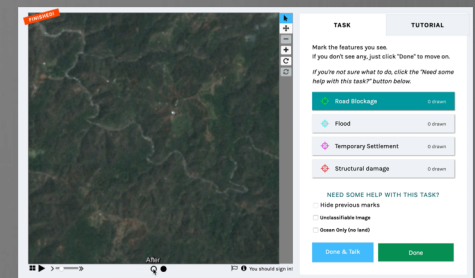 FINISHED!
TASK
TUTORIAL
Mark the features you see.
If you don't see any, just click "Done" to move on.
If you're not sure what to do, click the "Need some
help with this task?" button below.
Road Blockage
0 drawn
Flood
0 drawn
Temporary Settlement
0 drawn
Structural damage
0 drawn
NEED SOME HELP WITH THIS TASK?
Hide previous marks
Unclassifiable Image
Ocean Only (no land)
Done & Talk
Done
After
You should sign in!